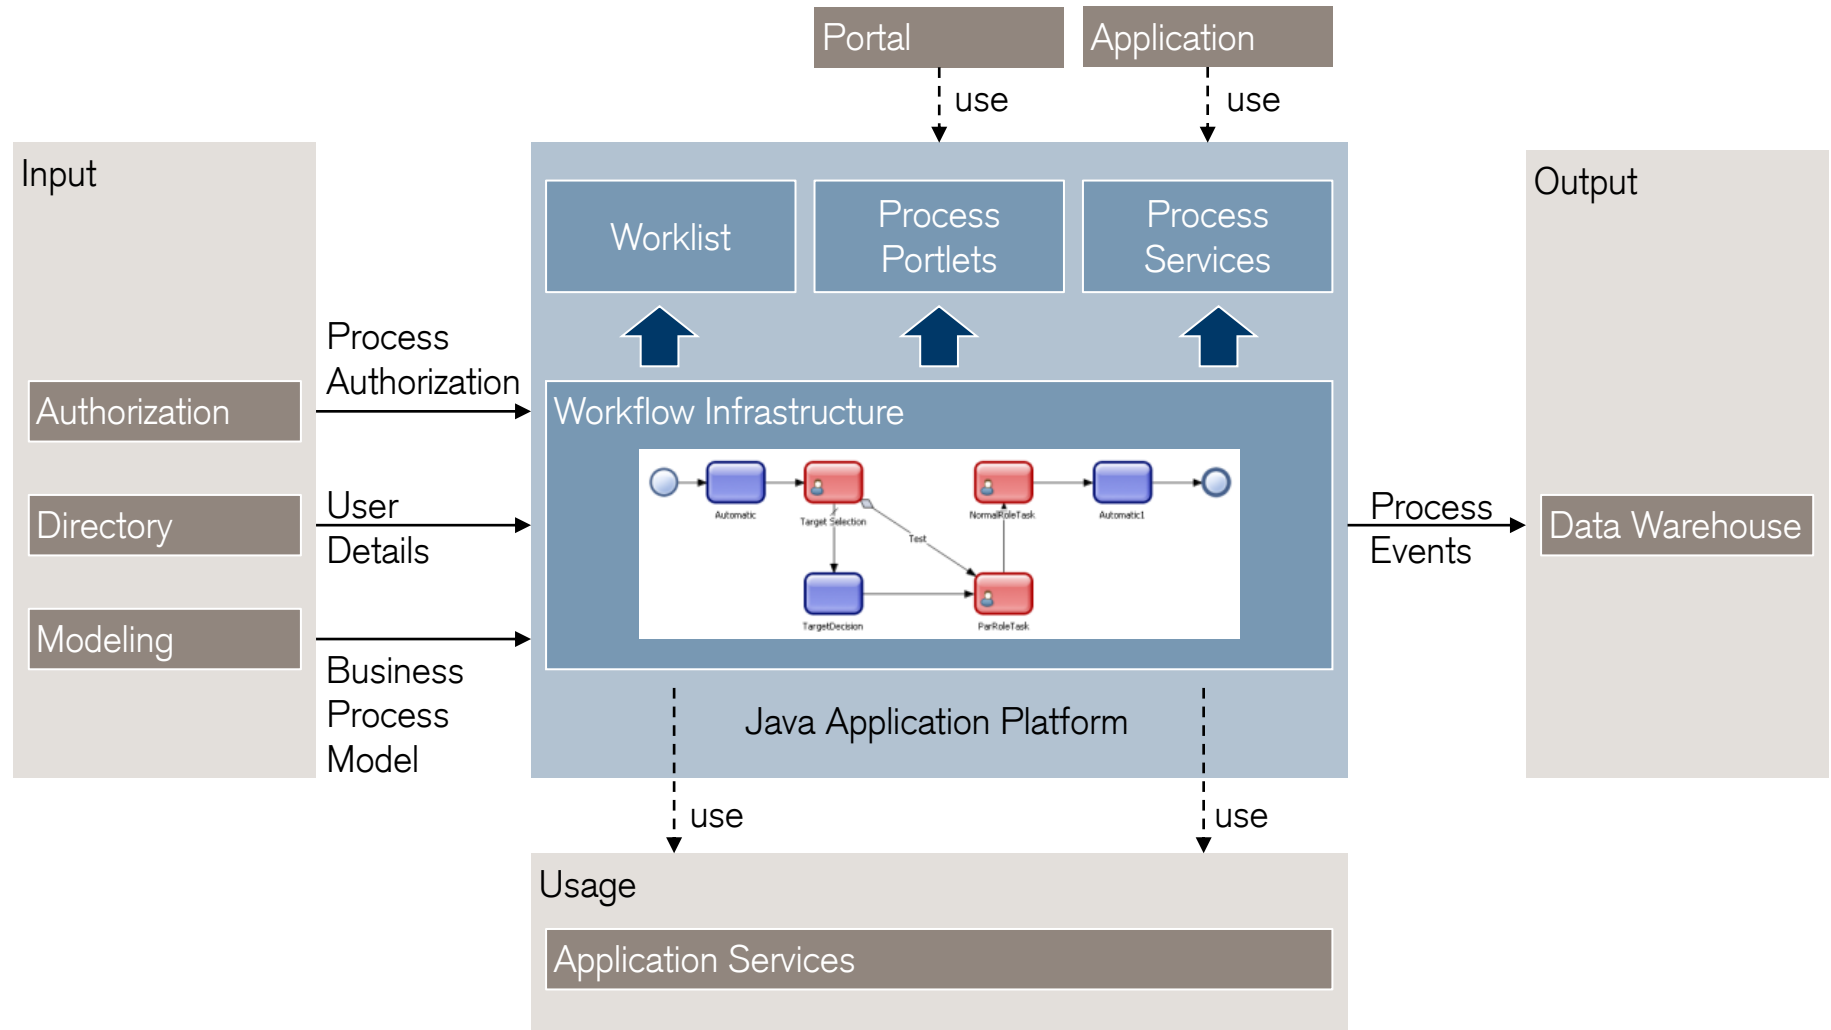 Portal
Application
use
use
Input
Output
Worklist
Process
Portlets
Process
Services
Process
Authorization
Authorization
Workflow Infrastructure
Automatic
Target Selection
NormalRoleTask
Automatic1
Test
TargetDecision
ParRoleTask
Directory
User
Details
Process
Events
Data Warehouse
Modeling
Business
Process
Model
Java Application Platform
use
use
Usage
Application Services